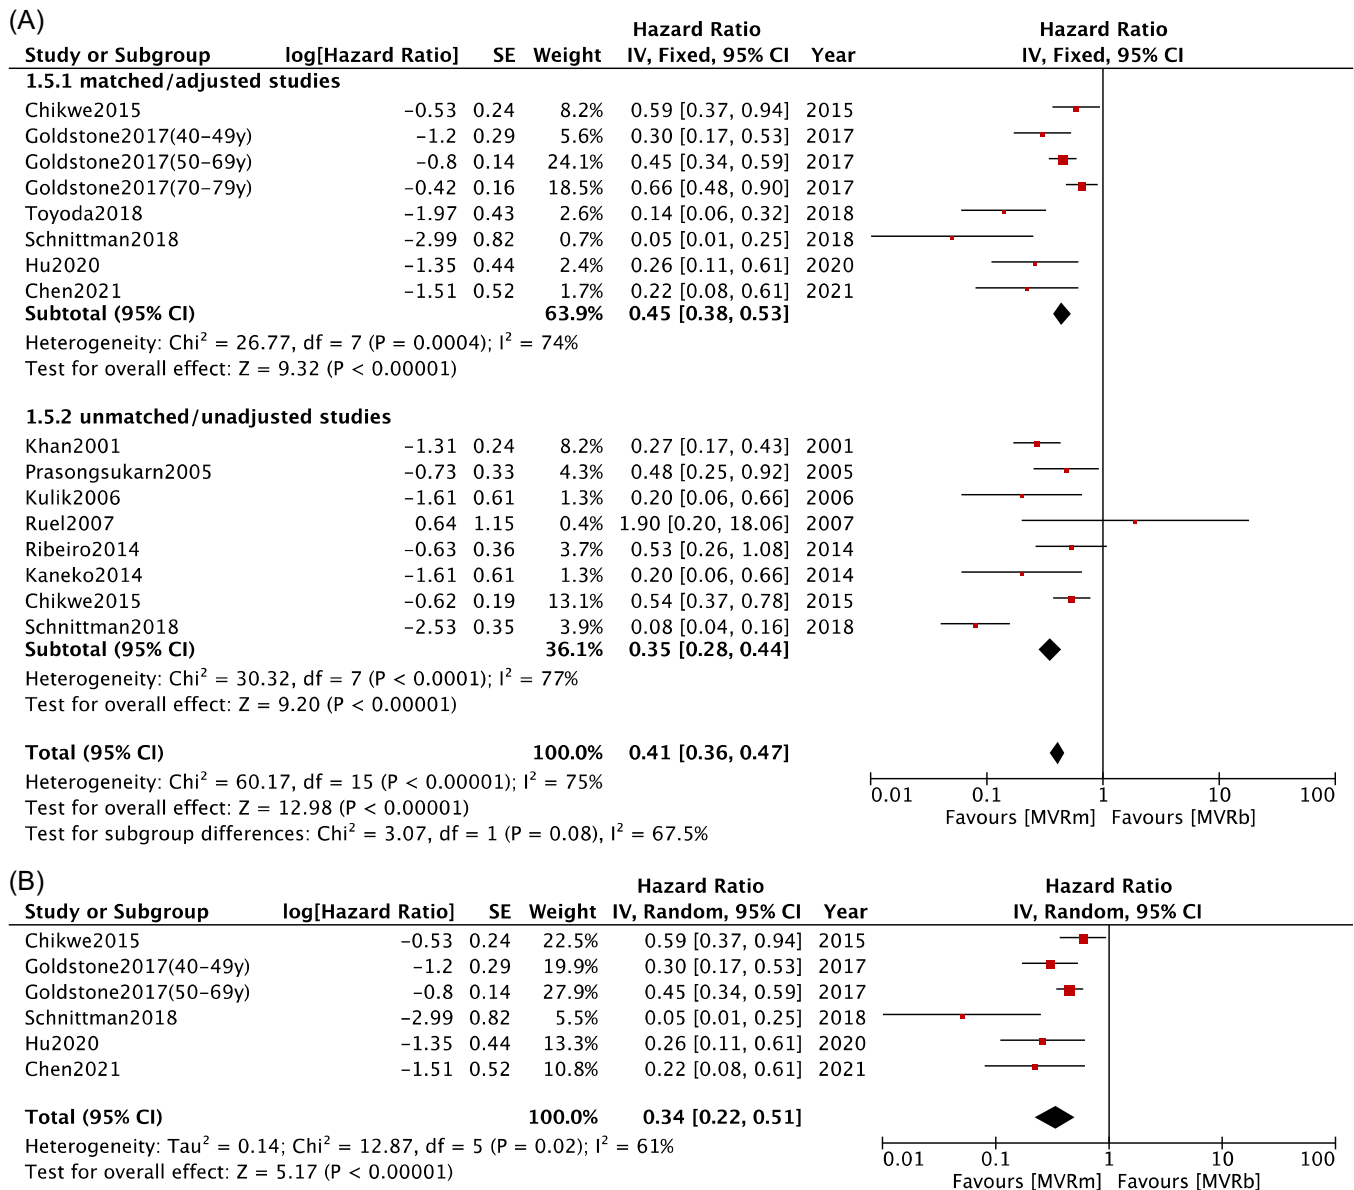 (A)
Hazard Ratio Hazard Ratio
Study or Subgroup log[Hazard Ratio] SE Weight IV, Fixed, 95% CI Year IV, Fixed, 95% CI
1.5.1 matched/adjusted studies
Chikwe2015 −0.53 0.24 8.2% 0.59 [0.37, 0.94] 2015
Goldstone2017(40−49y) −1.2 0.29 5.6% 0.30 [0.17, 0.53] 2017
Goldstone2017(50−69y) −0.8 0.14 24.1% 0.45 [0.34, 0.59] 2017
Goldstone2017(70−79y) −0.42 0.16 18.5% 0.66 [0.48, 0.90] 2017
Toyoda2018 −1.97 0.43 2.6% 0.14 [0.06, 0.32] 2018
Schnittman2018 −2.99 0.82 0.7% 0.05 [0.01, 0.25] 2018
Hu2020 −1.35 0.44 2.4% 0.26 [0.11, 0.61] 2020
Chen2021 −1.51 0.52 1.7% 0.22 [0.08, 0.61] 2021
Subtotal (95% CI) 63.9% 0.45 [0.38, 0.53]
Heterogeneity: Chi² = 26.77, df = 7 (P = 0.0004); I² = 74%
Test for overall effect: Z = 9.32 (P < 0.00001)
1.5.2 unmatched/unadjusted studies
Khan2001 −1.31 0.24 8.2% 0.27 [0.17, 0.43] 2001
Prasongsukarn2005 −0.73 0.33 4.3% 0.48 [0.25, 0.92] 2005
Kulik2006 −1.61 0.61 1.3% 0.20 [0.06, 0.66] 2006
Ruel2007 0.64 1.15 0.4% 1.90 [0.20, 18.06] 2007
Ribeiro2014 −0.63 0.36 3.7% 0.53 [0.26, 1.08] 2014
Kaneko2014 −1.61 0.61 1.3% 0.20 [0.06, 0.66] 2014
Chikwe2015 −0.62 0.19 13.1% 0.54 [0.37, 0.78] 2015
Schnittman2018 −2.53 0.35 3.9% 0.08 [0.04, 0.16] 2018
Subtotal (95% CI) 36.1% 0.35 [0.28, 0.44]
Heterogeneity: Chi² = 30.32, df = 7 (P < 0.0001); I² = 77%
Test for overall effect: Z = 9.20 (P < 0.00001)
Total (95% CI) 100.0% 0.41 [0.36, 0.47]
Heterogeneity: Chi² = 60.17, df = 15 (P < 0.00001); I² = 75%
Test for overall effect: Z = 12.98 (P < 0.00001)
Test for subgroup differences: Chi² = 3.07, df = 1 (P = 0.08), I² = 67.5%
0.01 0.1 1 10 100
Favours [MVRm] Favours [MVRb]
(B)
Hazard Ratio Hazard Ratio
Study or Subgroup log[Hazard Ratio] SE Weight IV, Random, 95% CI Year IV, Random, 95% CI
Chikwe2015 −0.53 0.24 22.5% 0.59 [0.37, 0.94] 2015
Goldstone2017(40−49y) −1.2 0.29 19.9% 0.30 [0.17, 0.53] 2017
Goldstone2017(50−69y) −0.8 0.14 27.9% 0.45 [0.34, 0.59] 2017
Schnittman2018 −2.99 0.82 5.5% 0.05 [0.01, 0.25] 2018
Hu2020 −1.35 0.44 13.3% 0.26 [0.11, 0.61] 2020
Chen2021 −1.51 0.52 10.8% 0.22 [0.08, 0.61] 2021
Total (95% CI) 100.0% 0.34 [0.22, 0.51]
Heterogeneity: Tau² = 0.14; Chi² = 12.87, df = 5 (P = 0.02); I² = 61%
Test for overall effect: Z = 5.17 (P < 0.00001)
0.01 0.1 1 10 100
Favours [MVRm] Favours [MVRb]